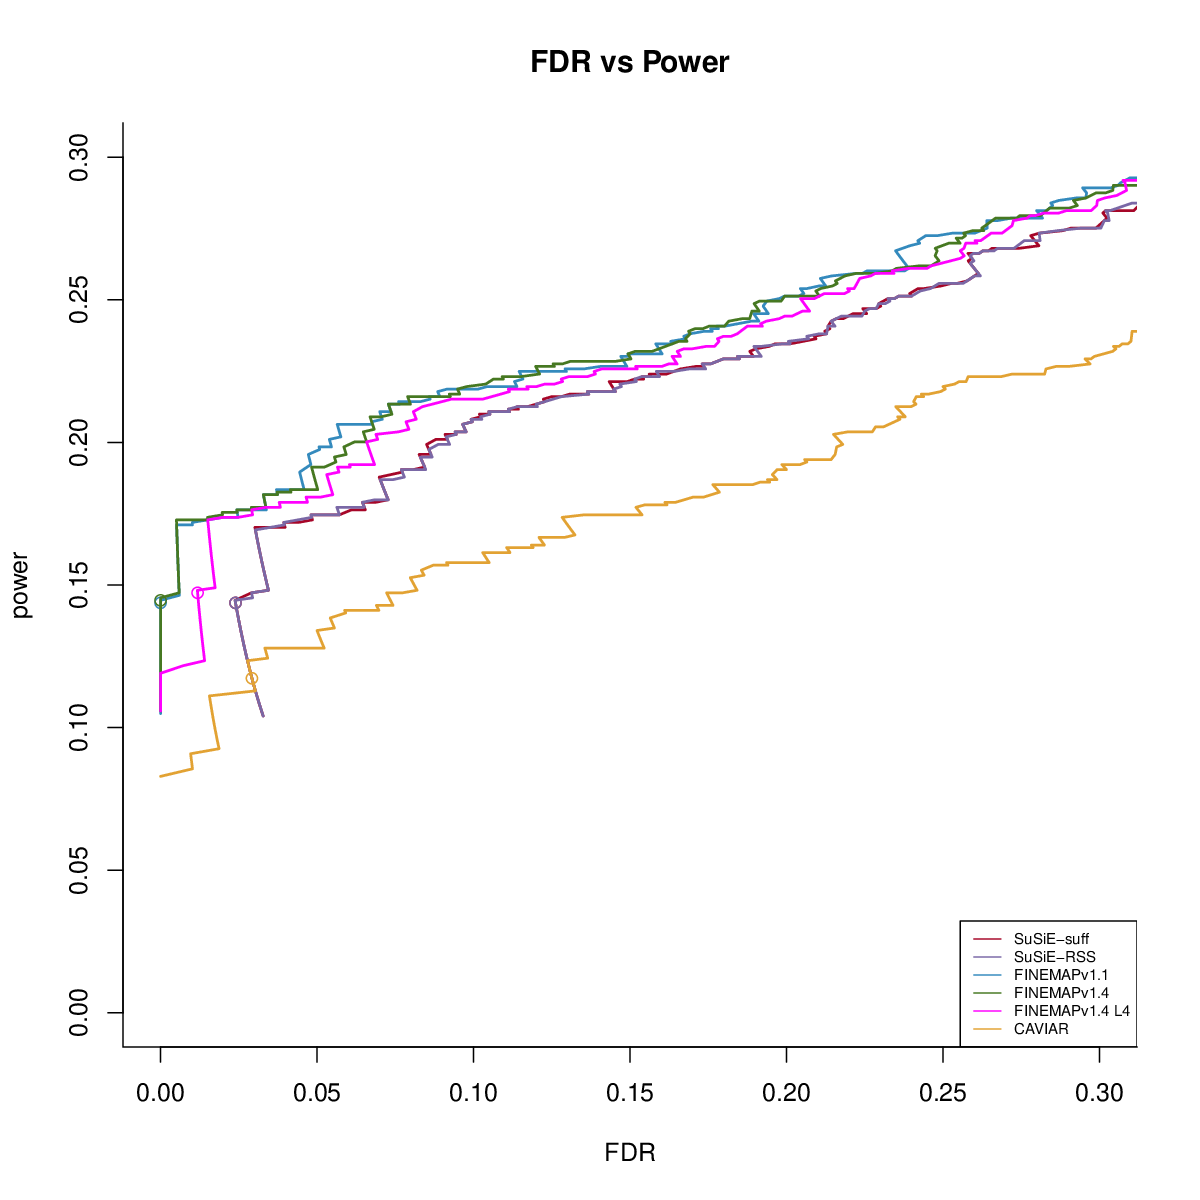 FDR vs Power
power
0.30
0.25
0.20
0.15
0.10
0.05
0.00
SuSiE−suff
SuSiE−RSS
FINEMAPv1.1
FINEMAPv1.4
FINEMAPv1.4 L4
CAVIAR
0.00 0.05 0.10 0.15 0.20 0.25 0.30
FDR